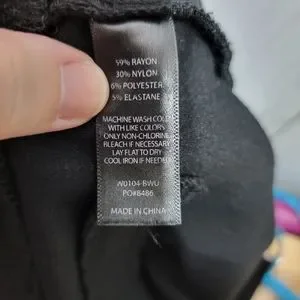 59% RAYON
30% NYLON
6% POLYESTER
5% ELASTANE
MACHINE WASH COLD
WITH LIKE COLORS
ONLY NON-CHLORINE
BLEACH IF NECESSARY
LAY FLAT TO DRY
COOL IRON IF NEEDED
W0104-BWU
PO#8486
MADE IN CHINA